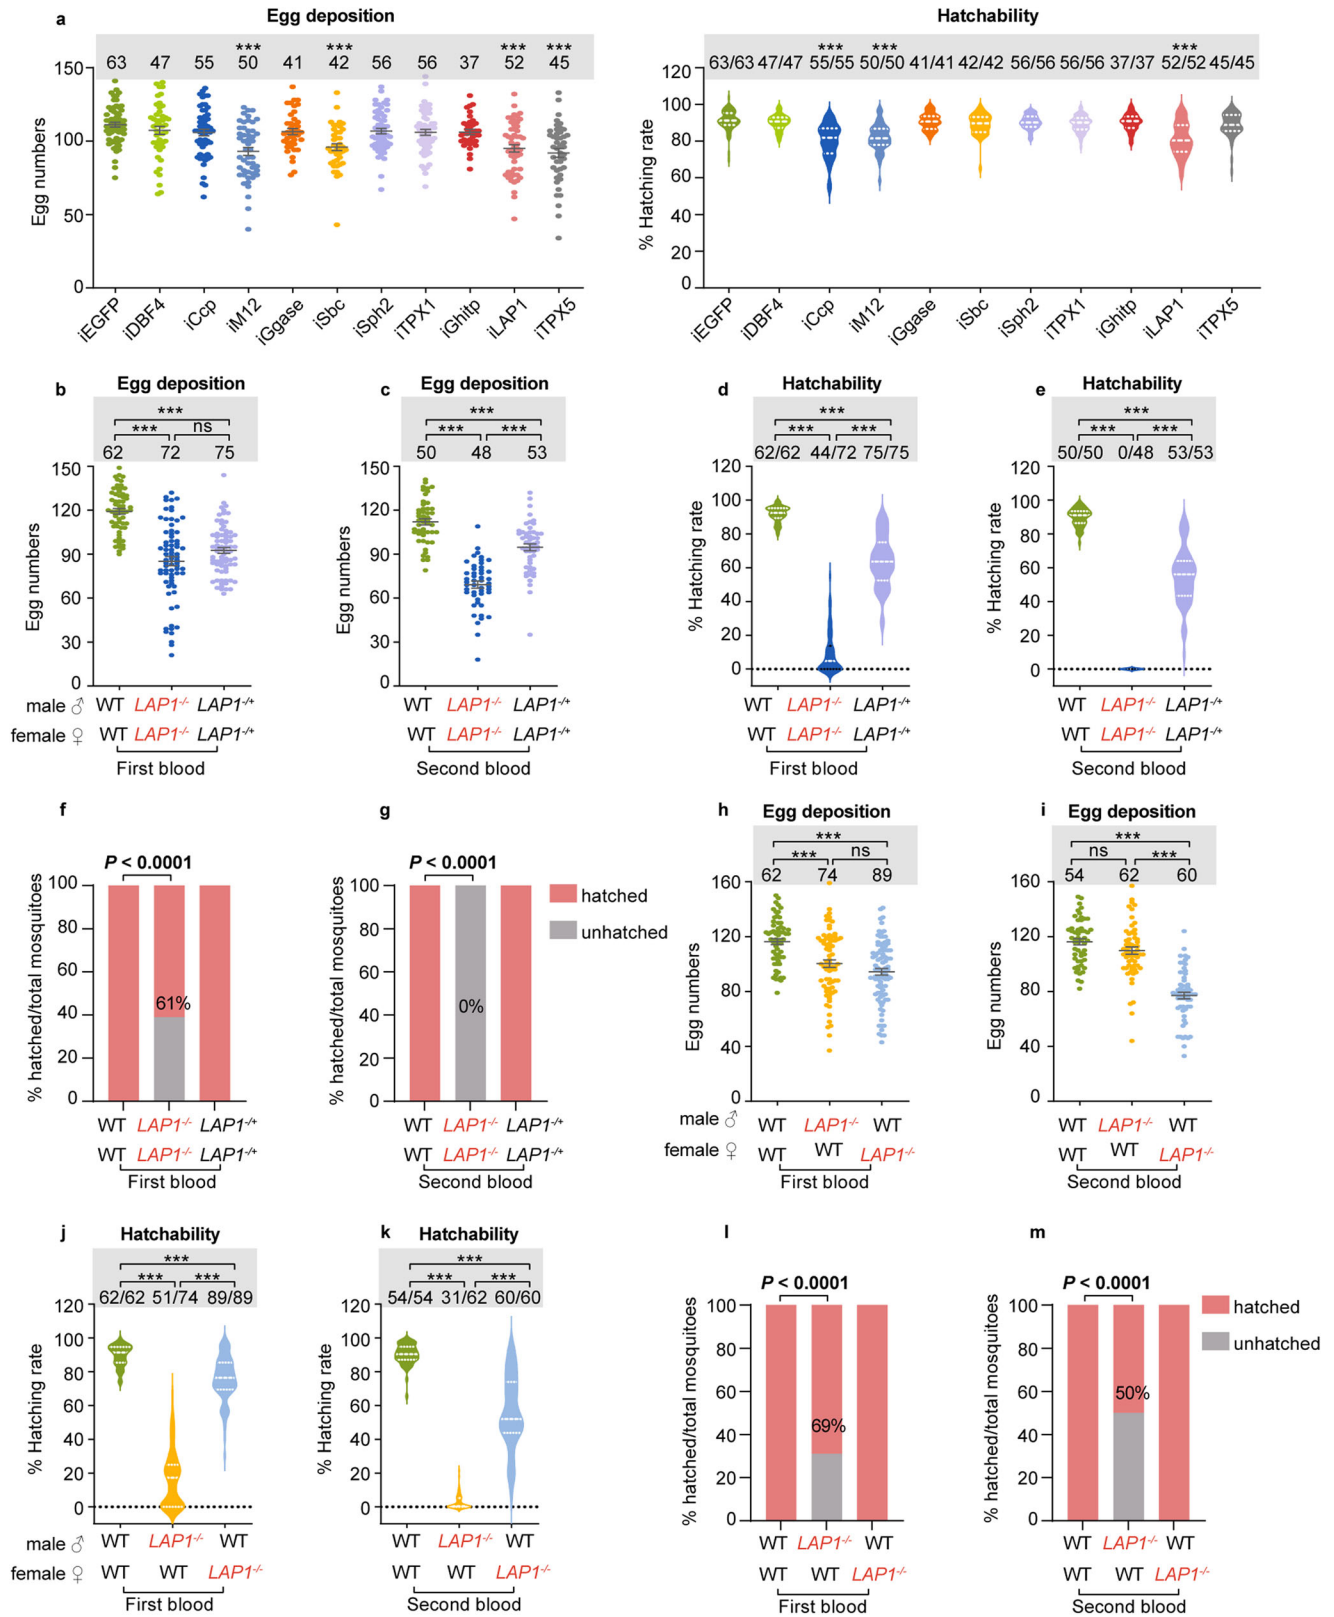 a
Egg deposition
*** *** *** ***
63 47 55 50 41 42 56 56 37 52 45
150
100
50
0
Egg numbers
iEGFP iDBF4 iCcp iM12 iGgase iSbc iSph2 iTPX1 iGhitp iLAP1 iTPX5
Hatchability
*** *** ***
63/63 47/47 55/55 50/50 41/41 42/42 56/56 56/56 37/37 52/52 45/45
120
100
80
60
40
20
0
% Hatching rate
iEGFP iDBF4 iCcp iM12 iGgase iSbc iSph2 iTPX1 iGhitp iLAP1 iTPX5
b
Egg deposition
***
*** ns
62 72 75
150
120
90
60
30
0
Egg numbers
male ♂ WT LAP1-/- LAP1-/+
female ♀ WT LAP1-/- LAP1-/+
First blood
c
Egg deposition
***
*** ***
50 48 53
150
120
90
60
30
0
Egg numbers
WT LAP1-/- LAP1-/+
WT LAP1-/- LAP1-/+
Second blood
d
Hatchability
***
*** ***
62/62 44/72 75/75
120
100
80
60
40
20
0
% Hatching rate
WT LAP1-/- LAP1-/+
WT LAP1-/- LAP1-/+
First blood
e
Hatchability
***
*** ***
50/50 0/48 53/53
120
100
80
60
40
20
0
% Hatching rate
WT LAP1-/- LAP1-/+
WT LAP1-/- LAP1-/+
Second blood
f
P < 0.0001
100
80
60
40
20
0
% hatched/total mosquitoes
61%
WT LAP1-/- LAP1-/+
WT LAP1-/- LAP1-/+
First blood
g
P < 0.0001
100
80
60
40
20
0
% hatched/total mosquitoes
0%
hatched
unhatched
WT LAP1-/- LAP1-/+
WT LAP1-/- LAP1-/+
Second blood
h
Egg deposition
***
*** ns
62 74 89
160
120
80
40
0
Egg numbers
male ♂ WT LAP1-/- WT
female ♀ WT WT LAP1-/-
First blood
i
Egg deposition
***
ns ***
54 62 60
160
120
80
40
0
Egg numbers
WT LAP1-/- WT
WT WT LAP1-/-
Second blood
j
Hatchability
***
*** ***
62/62 51/74 89/89
120
100
80
60
40
20
0
% Hatching rate
male ♂ WT LAP1-/- WT
female ♀ WT WT LAP1-/-
First blood
k
Hatchability
***
*** ***
54/54 31/62 60/60
120
100
80
60
40
20
0
% Hatching rate
WT LAP1-/- WT
WT WT LAP1-/-
Second blood
l
P < 0.0001
100
80
60
40
20
0
% hatched/total mosquitoes
69%
WT LAP1-/- WT
WT WT LAP1-/-
First blood
m
P < 0.0001
100
80
60
40
20
0
% hatched/total mosquitoes
50%
hatched
unhatched
WT LAP1-/- WT
WT WT LAP1-/-
Second blood